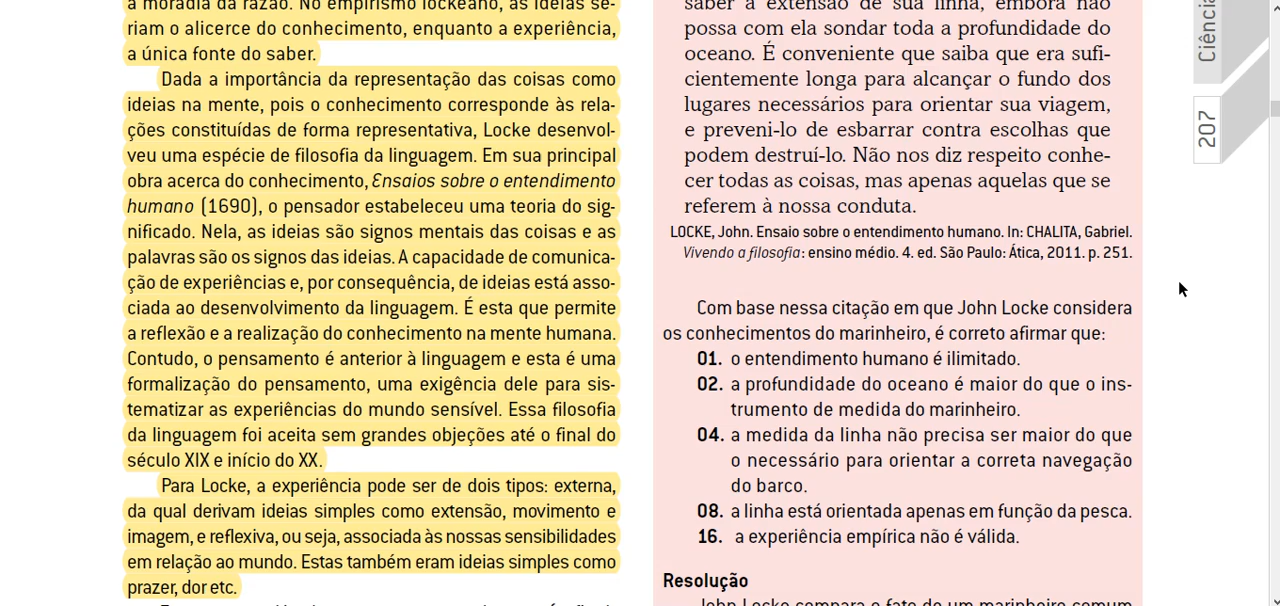 a moradia da razão. No empirismo lockeano, as ideias se-
riam o alicerce do conhecimento, enquanto a experiência,
a única fonte do saber.
Dada a importância da representação das coisas como
ideias na mente, pois o conhecimento corresponde às rela-
ções constituídas de forma representativa, Locke desenvol-
veu uma espécie de filosofia da linguagem. Em sua principal
obra acerca do conhecimento, Ensaios sobre o entendimento
humano (1690), o pensador estabeleceu uma teoria do sig-
nificado. Nela, as ideias são signos mentais das coisas e as
palavras são os signos das ideias. A capacidade de comunica-
ção de experiências e, por consequência, de ideias está asso-
ciada ao desenvolvimento da linguagem. É esta que permite
a reflexão e a realização do conhecimento na mente humana.
Contudo, o pensamento é anterior à linguagem e esta é uma
formalização do pensamento, uma exigência dele para sis-
tematizar as experiências do mundo sensível. Essa filosofia
da linguagem foi aceita sem grandes objeções até o final do
século XIX e início do XX.
Para Locke, a experiência pode ser de dois tipos: externa,
da qual derivam ideias simples como extensão, movimento e
imagem, e reflexiva, ou seja, associada às nossas sensibilidades
em relação ao mundo. Estas também eram ideias simples como
prazer, dor etc.
saber a extensão de sua linha, embora não
possa com ela sondar toda a profundidade do
oceano. É conveniente que saiba que era sufi-
cientemente longa para alcançar o fundo dos
lugares necessários para orientar sua viagem,
e preveni-lo de esbarrar contra escolhas que
podem destruí-lo. Não nos diz respeito conhe-
cer todas as coisas, mas apenas aquelas que se
referem à nossa conduta.
LOCKE, John. Ensaio sobre o entendimento humano. In: CHALITA, Gabriel.
Vivendo a filosofia: ensino médio. 4. ed. São Paulo: Ática, 2011. p. 251.
Com base nessa citação em que John Locke considera
os conhecimentos do marinheiro, é correto afirmar que:
01. o entendimento humano é ilimitado.
02. a profundidade do oceano é maior do que o ins-
trumento de medida do marinheiro.
04. a medida da linha não precisa ser maior do que
o necessário para orientar a correta navegação
do barco.
08. a linha está orientada apenas em função da pesca.
16. a experiência empírica não é válida.
Resolução
John Locke compara o fato de um marinheiro comum
207